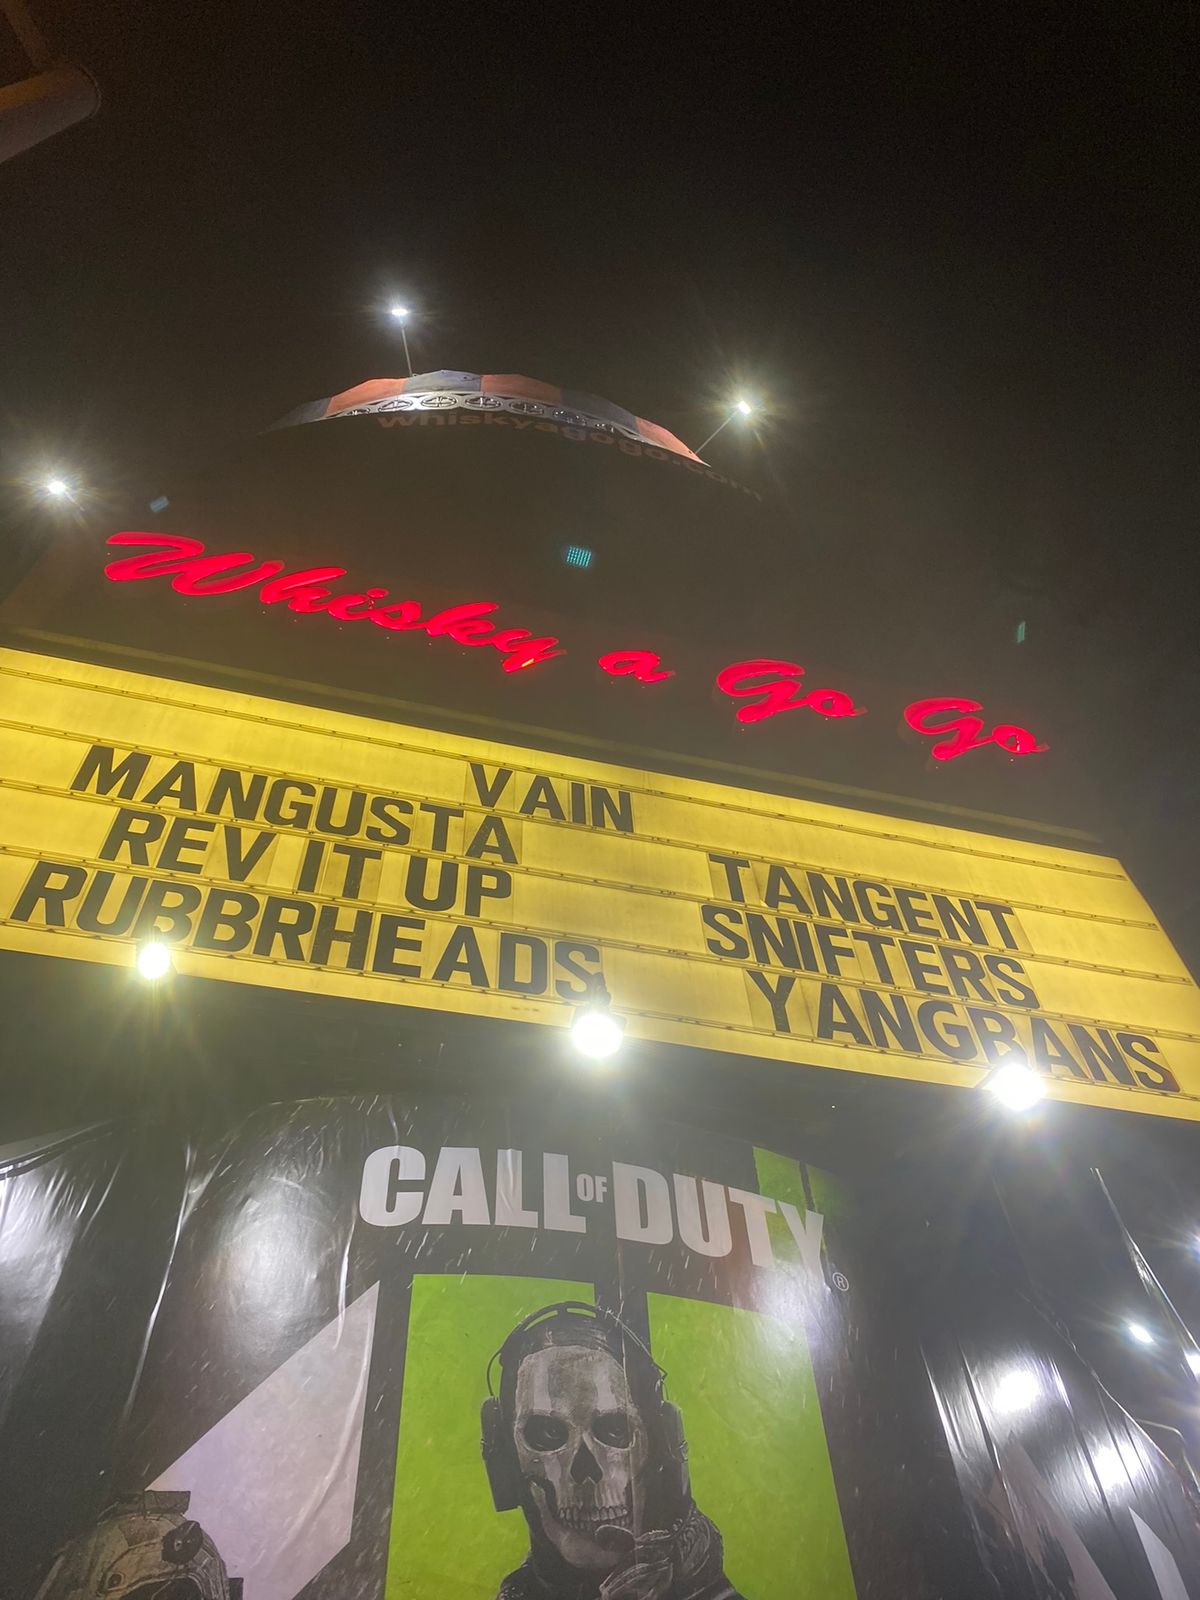 whiskyagogo.com
Whisky a Go Go
VAIN
MANGUSTA
REV IT UP
RUBBRHEADS
TANGENT
SNIFTERS
YANGBANS
CALL OF DUTY®